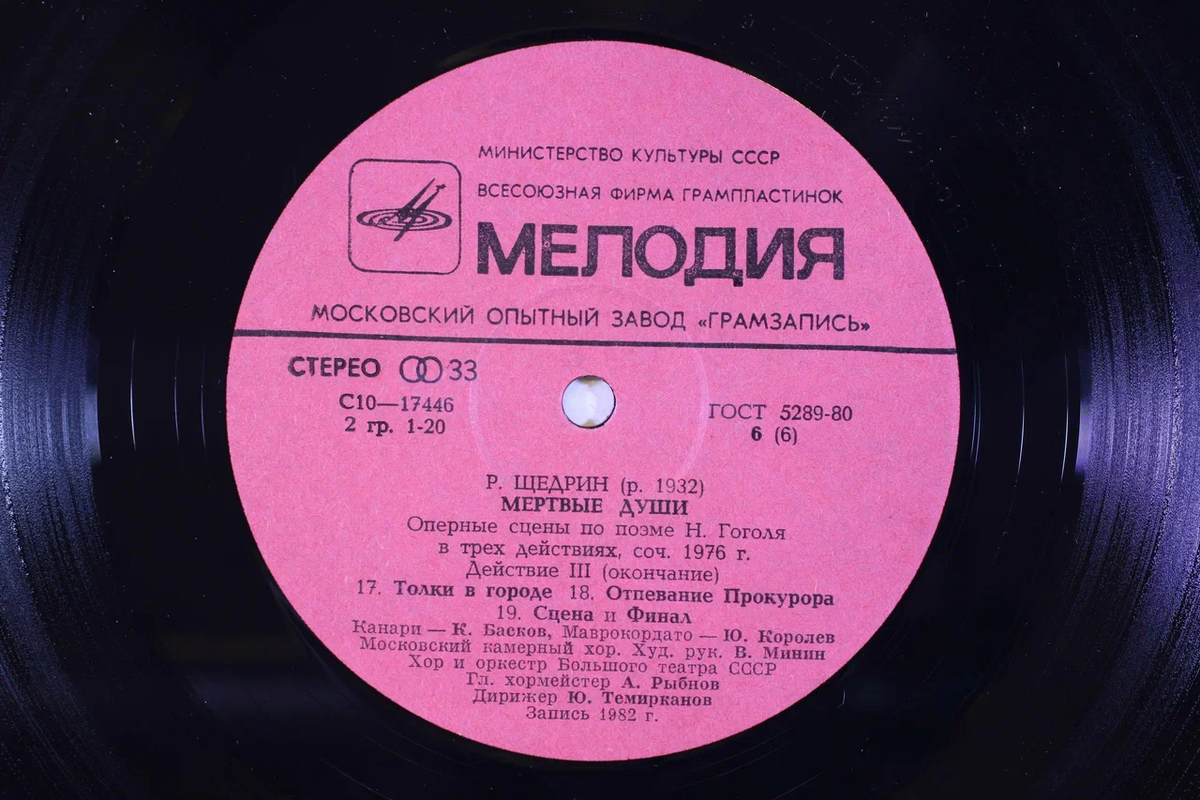 МИНИСТЕРСТВО КУЛЬТУРЫ СССР
ВСЕСОЮЗНАЯ ФИРМА ГРАМПЛАСТИНОК
МЕЛОДИЯ
МОСКОВСКИЙ ОПЫТНЫЙ ЗАВОД «ГРАМЗАПИСЬ»
СТЕРЕО 33
С10—17446
2 гр. 1-20
ГОСТ 5289-80
6 (6)
Р. ЩЕДРИН (р. 1932)
МЕРТВЫЕ ДУШИ
Оперные сцены по поэме Н. Гоголя
в трех действиях, соч. 1976 г.
Действие III (окончание)
17. Толки в городе 18. Отпевание Прокурора
19. Сцена и Финал
Канари — К. Басков, Маврокордато — Ю. Королев
Московский камерный хор. Худ. рук. В. Минин
Хор и оркестр Большого театра СССР
Гл. хормейстер А. Рыбнов
Дирижер Ю. Темирканов
Запись 1982 г.